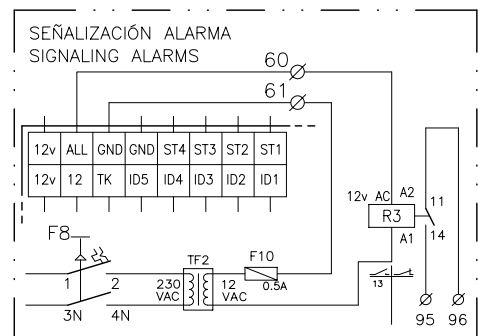 SEÑALIZACIÓN ALARMA
SIGNALING ALARMS
60
61
12v ALL GND GND ST4 ST3 ST2 ST1
12v 12 TK ID5 ID4 ID3 ID2 ID1
12v AC A2
R3
A1
11
14
13
F8
1 2
3N 4N
TF2
230 VAC
12 VAC
F10
0.5A
95 96